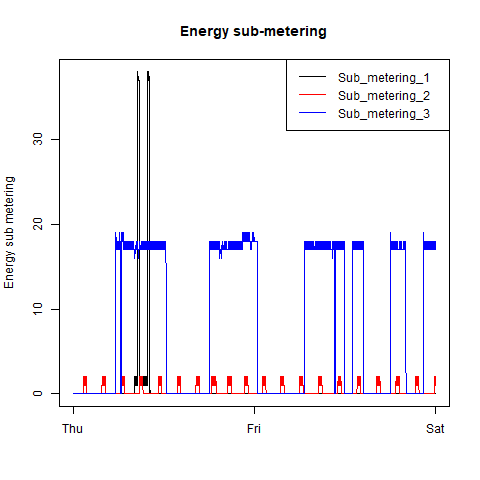 Energy sub-metering
Sub_metering_1
Sub_metering_2
Sub_metering_3
Energy sub metering
30
20
10
0
Thu Fri Sat